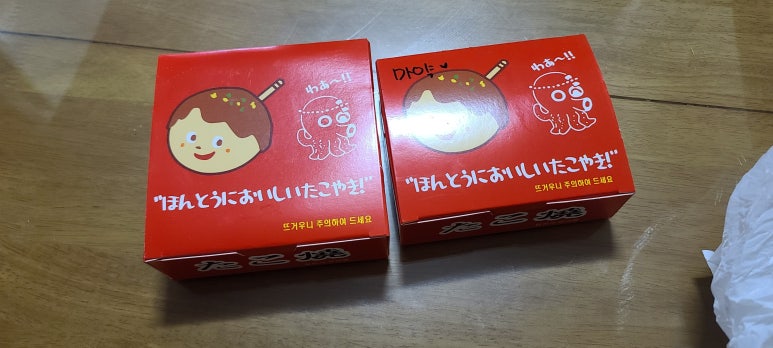 わあ〜!!
"ほんとうにおいしいたこやき!"
뜨거우니 주의하여 드세요
たこ焼
마약♥
わあ〜!!
"ほんとうにおいしいたこやき!"
뜨거우니 주의하여 드세요
たこ焼